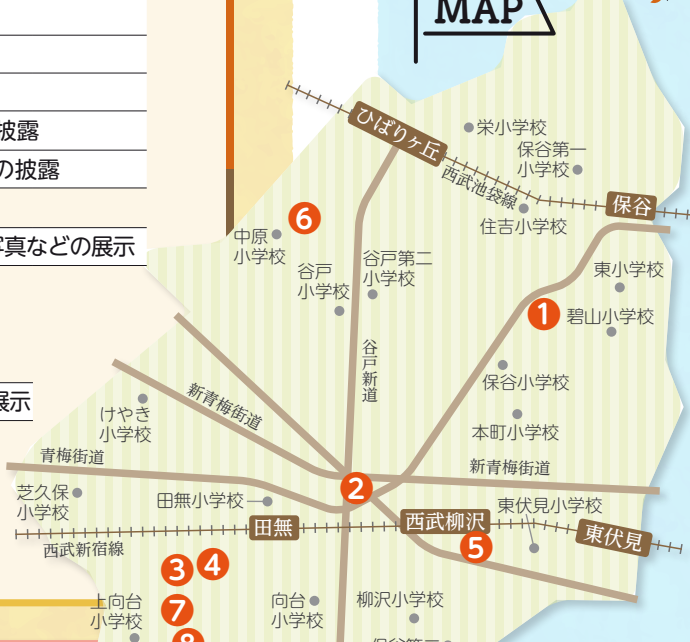 MAP
披露
の披露
写真などの展示
展示
ひばりヶ丘
西武池袋線
栄小学校
保谷第一
小学校
保谷
住吉小学校
6
中原
小学校
谷戸
小学校
谷戸第二
小学校
東小学校
1
碧山小学校
谷戸新道
保谷小学校
新青梅街道
けやき
小学校
本町小学校
青梅街道
新青梅街道
芝久保
小学校
田無小学校
2
東伏見小学校
田無
西武柳沢
東伏見
西武新宿線
5
3
4
上向台
小学校
7
向台
小学校
柳沢小学校
8